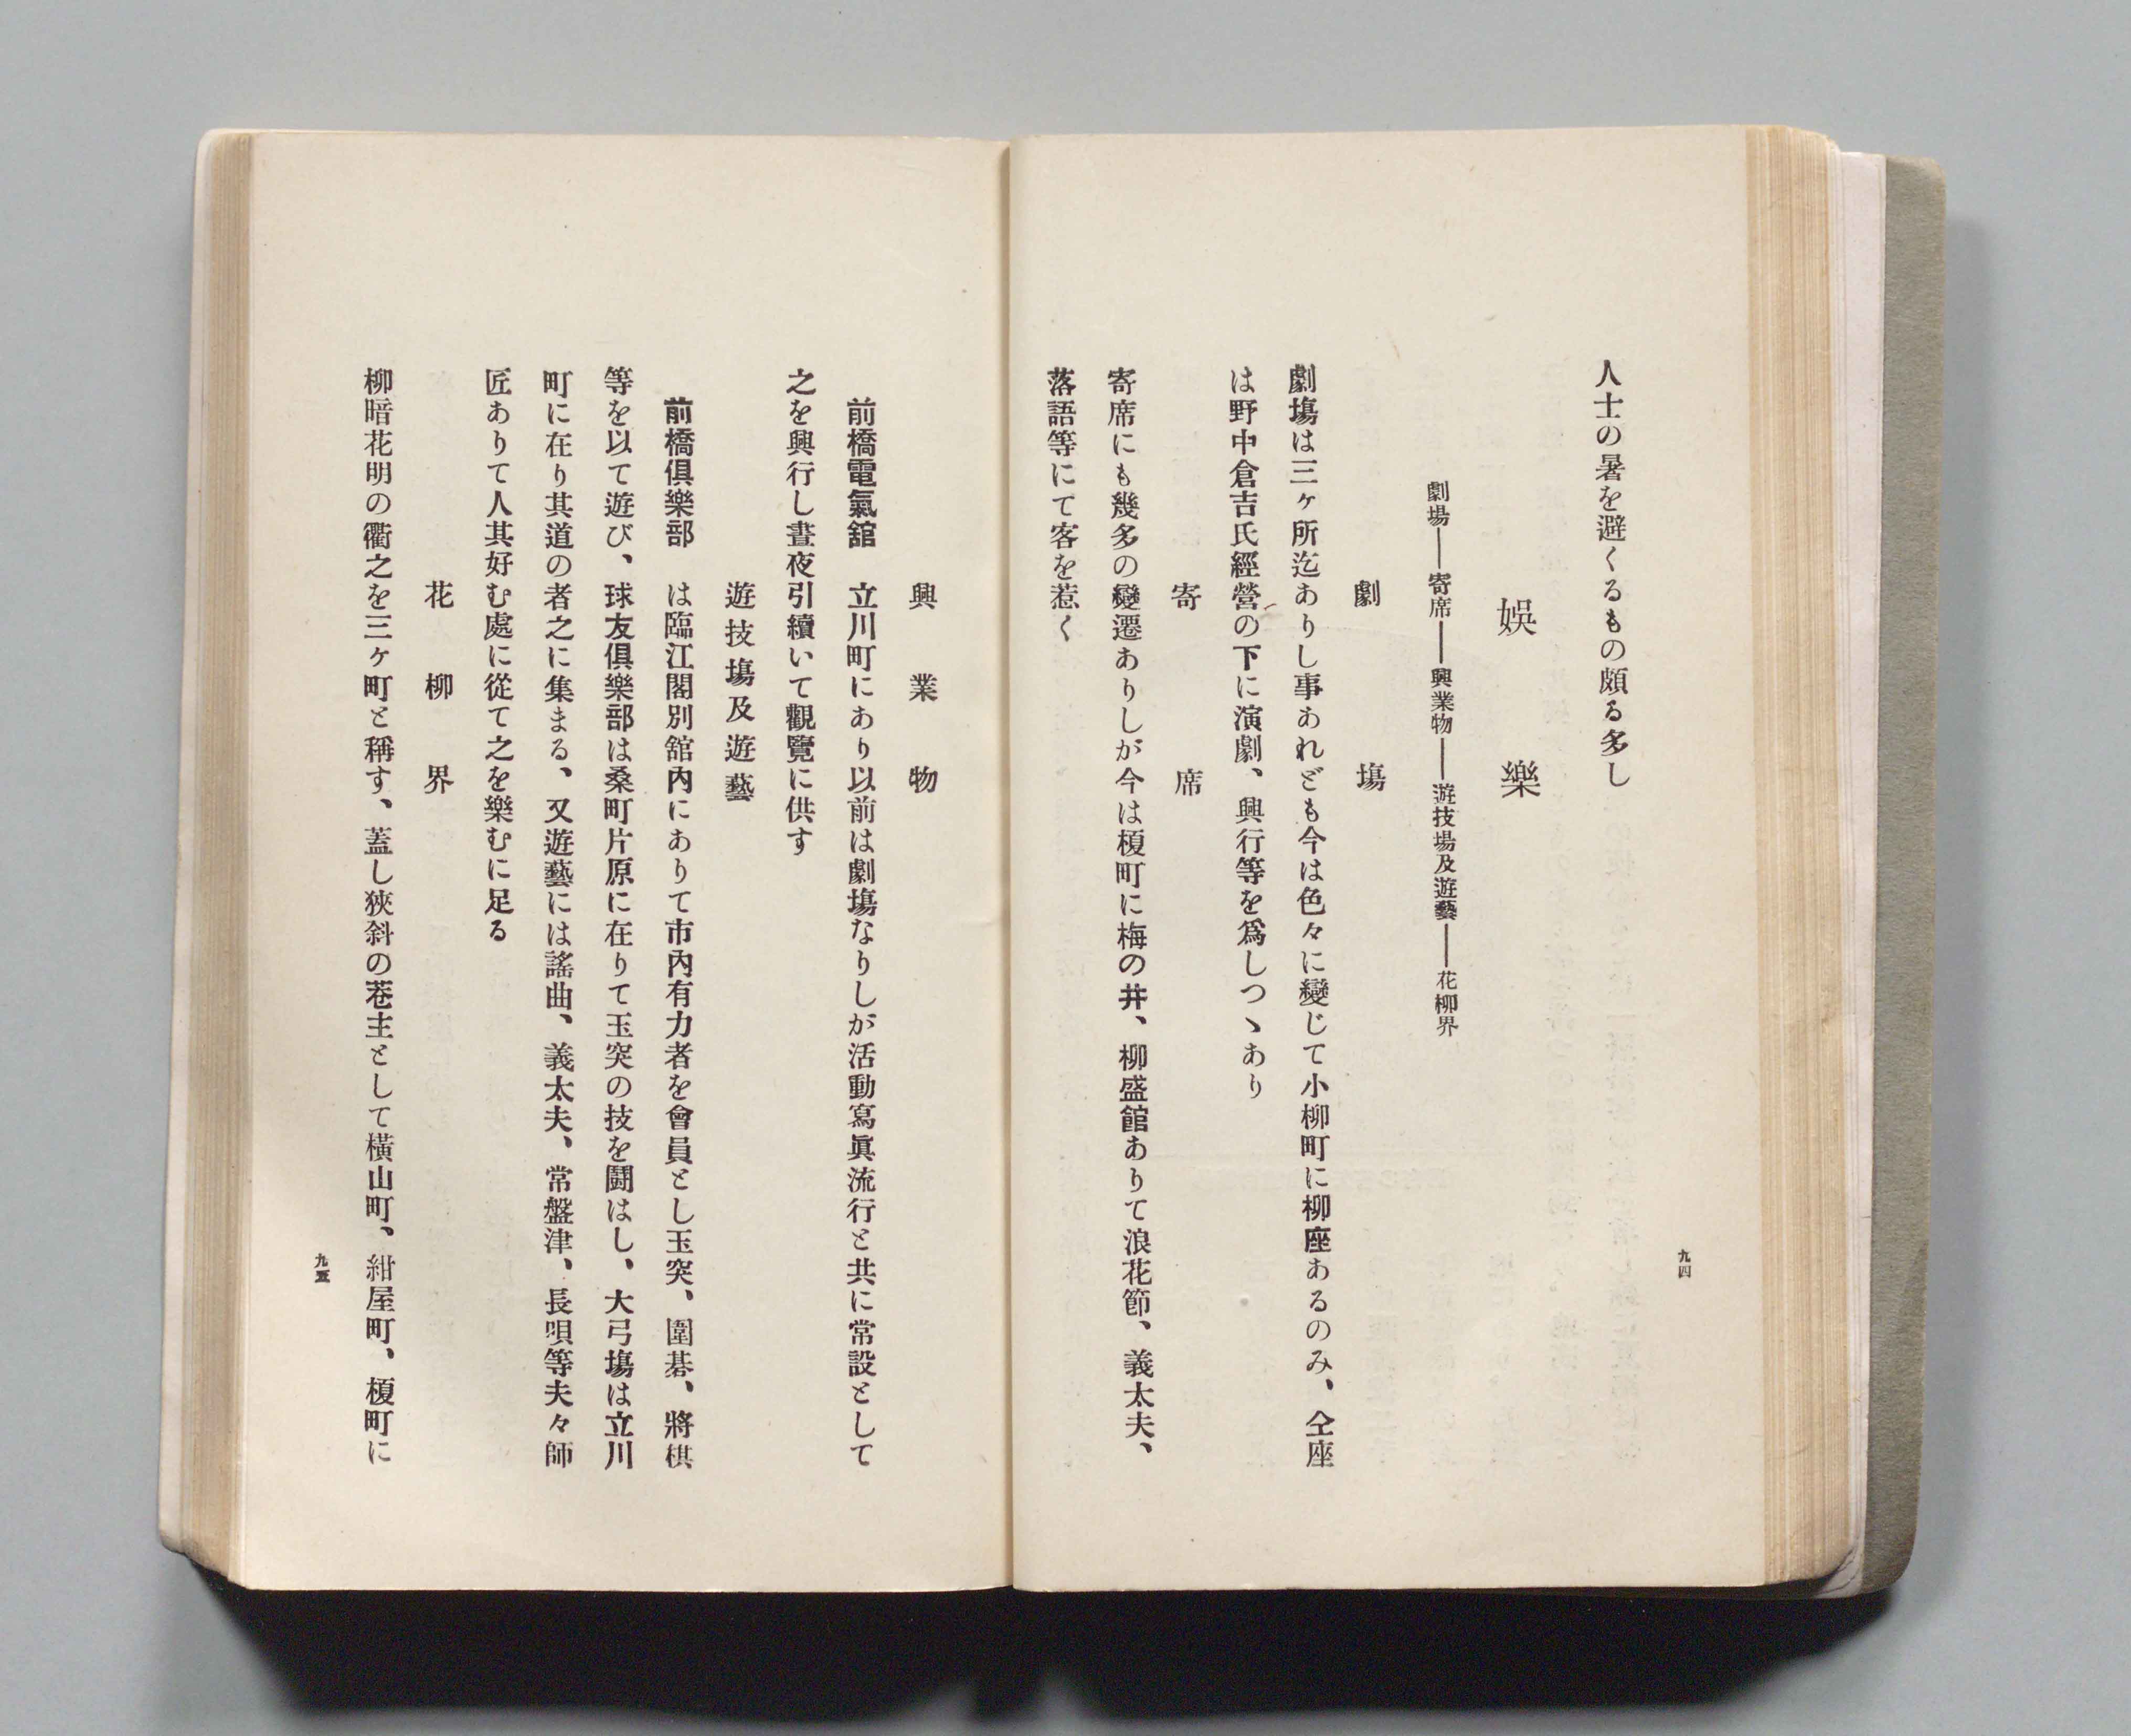 人士の暑を避くるもの頗る多し
娯樂
劇場━━寄席━━興業物━━遊技場及遊藝━━花柳界
劇塲
劇塲は三ヶ所迄ありし事あれども今は色々に變じて小柳町に柳座あるのみ、仝座
は野中倉吉氏經營の下に演劇、興行等を爲しつゝあり
寄席
寄席にも幾多の變遷ありしが今は榎町に梅の井、柳盛館ありて浪花節、義太夫、
落語等にて客を惹く
九四
興業物
前橋電氣舘　立川町にあり以前は劇塲なりしが活動寫眞流行と共に常設として
之を興行し晝夜引續いて觀覽に供す
遊技塲及遊藝
前橋俱樂部　は臨江閣別舘內にありて市內有力者を會員とし玉突、圍碁、將棋
等を以て遊び、球友俱樂部は桑町片原に在りて玉突の技を鬪はし、大弓塲は立川
町に在り其道の者之に集まる、又遊藝には謠曲、義太夫、常盤津、長唄等夫々師
匠ありて人其好む處に從て之を樂むに足る
花柳界
柳暗花明の衢之を三ヶ町と稱す、蓋し狹斜の巷主として橫山町、紺屋町、榎町に
九五